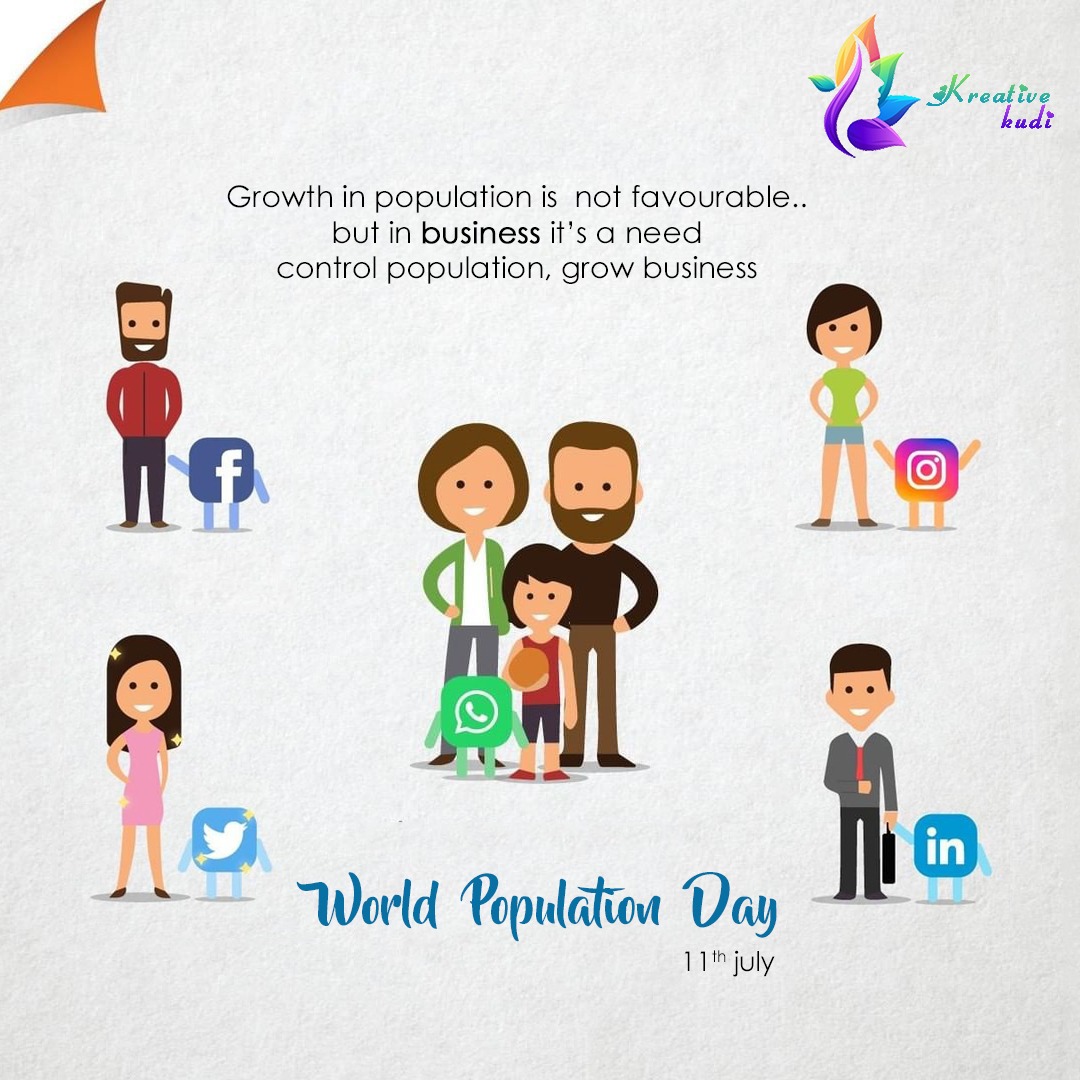 Kreative
kudi
Growth in population is  not favourable..
but in business it's a need
control population, grow business
f
in
World Population Day
11th july